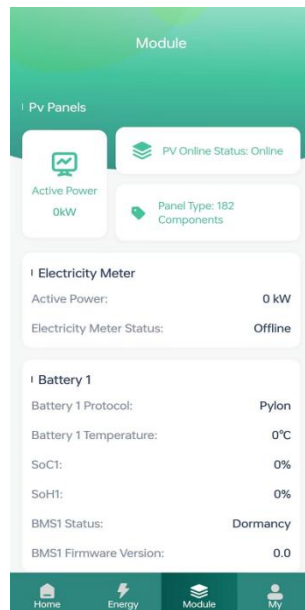 Module
Pv Panels
Active Power
0kW
PV Online Status: Online
Panel Type: 182
Components
Electricity Meter
Active Power: 0 kW
Electricity Meter Status: Offline
Battery 1
Battery 1 Protocol: Pylon
Battery 1 Temperature: 0°C
SoC1: 0%
SoH1: 0%
BMS1 Status: Dormancy
BMS1 Firmware Version: 0.0
Home Energy Module My